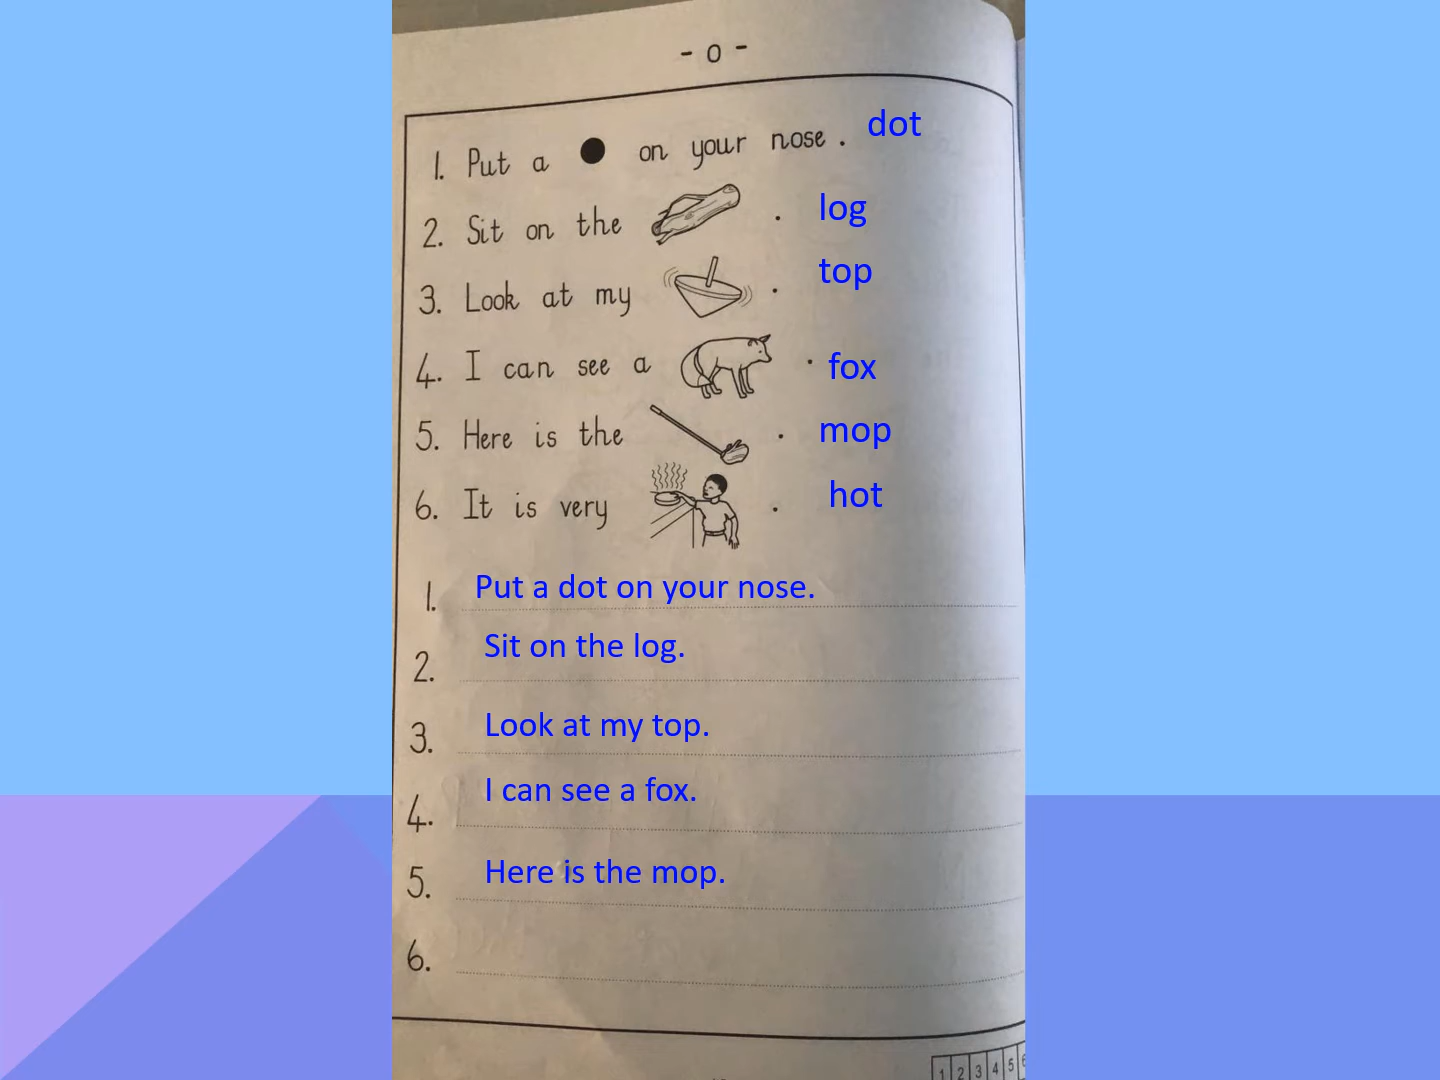 - o -
1. Put a on your nose. dot
2. Sit on the . log
3. Look at my . top
4. I can see a . fox
5. Here is the . mop
6. It is very . hot
1. Put a dot on your nose.
2. Sit on the log.
3. Look at my top.
4. I can see a fox.
5. Here is the mop.
6.
1 2 3 4 5 6